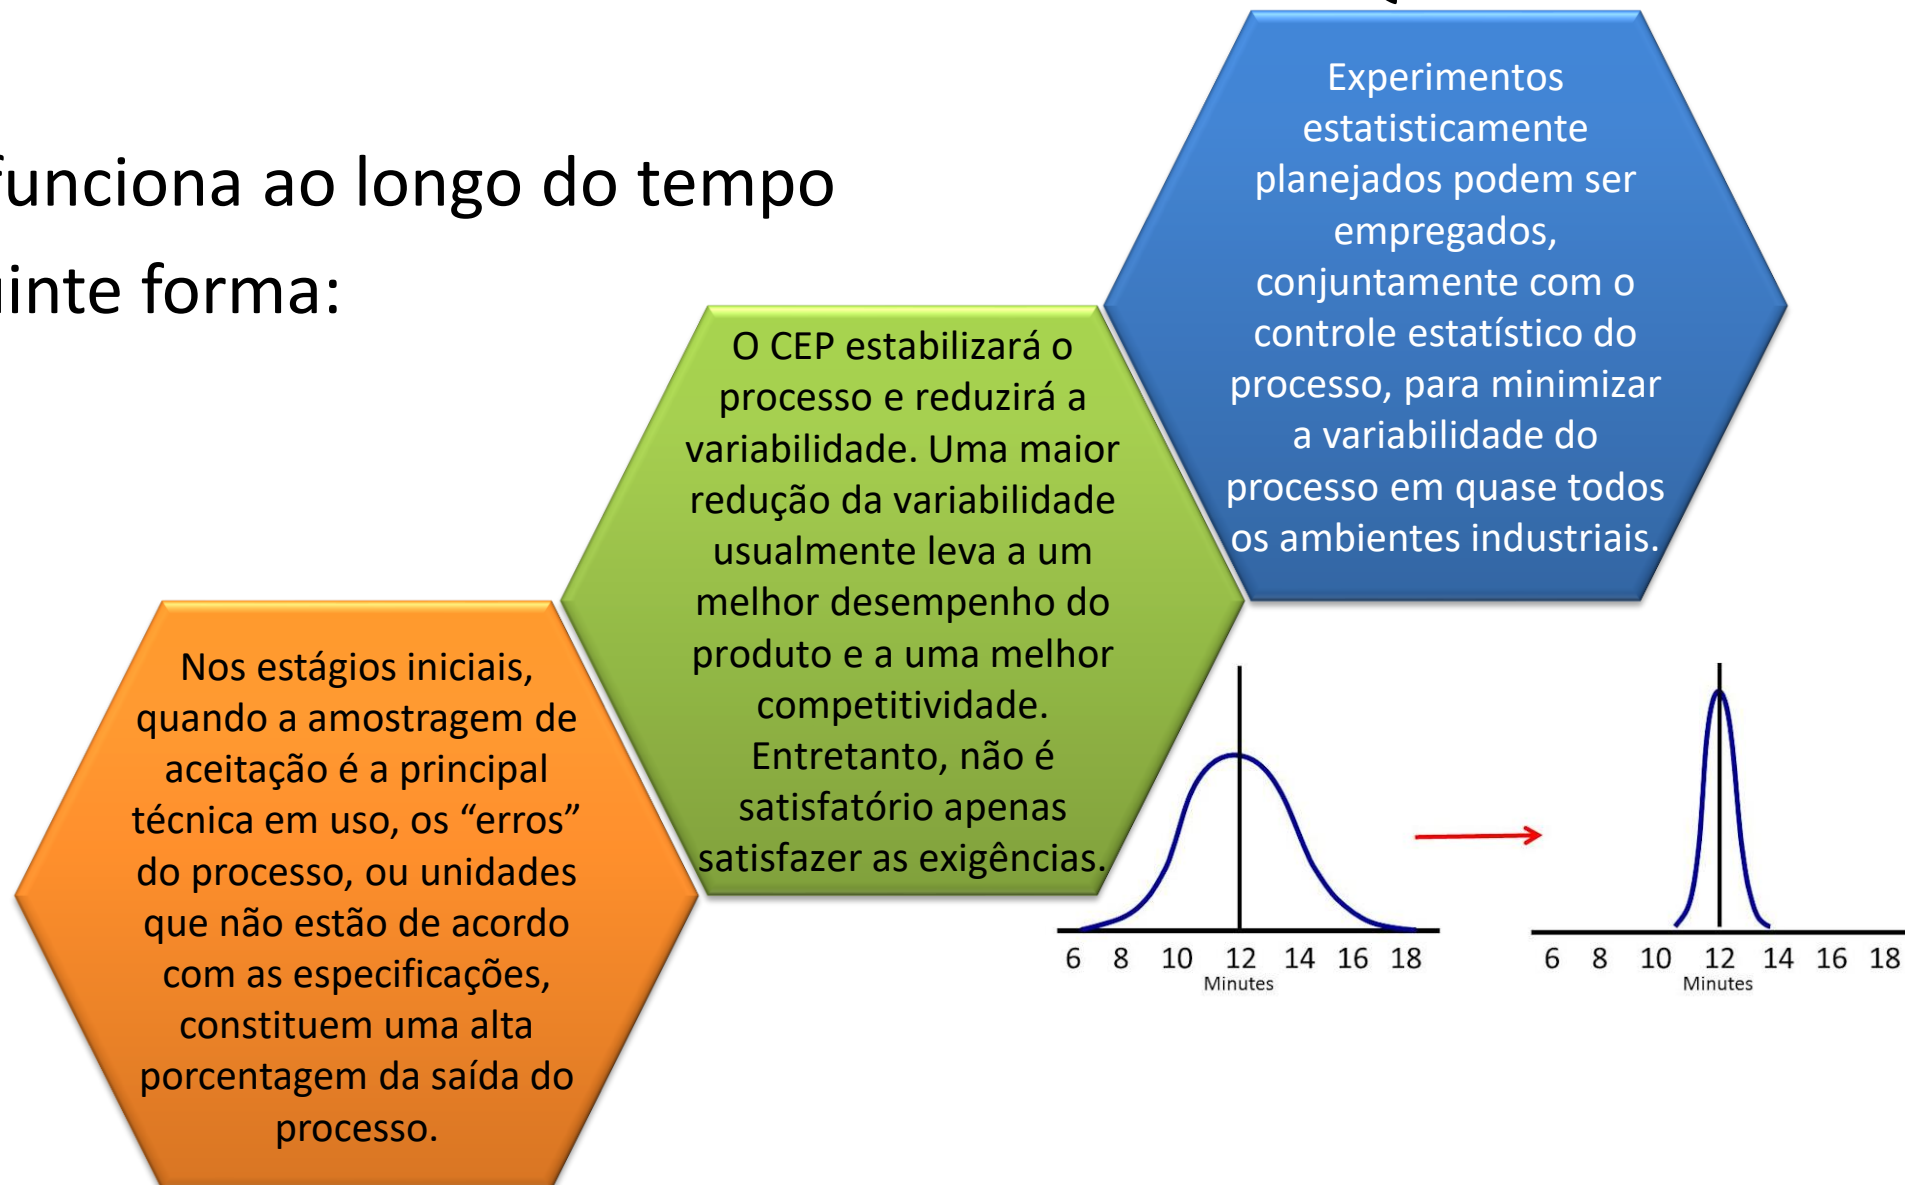 funciona ao longo do tempo
inte forma:
Experimentos
estatisticamente
planejados podem ser
empregados,
conjuntamente com o
controle estatístico do
processo, para minimizar
a variabilidade do
processo em quase todos
os ambientes industriais.
O CEP estabilizará o
processo e reduzirá a
variabilidade. Uma maior
redução da variabilidade
usualmente leva a um
melhor desempenho do
produto e a uma melhor
competitividade.
Entretanto, não é
satisfatório apenas
satisfazer as exigências.
Nos estágios iniciais,
quando a amostragem de
aceitação é a principal
técnica em uso, os “erros”
do processo, ou unidades
que não estão de acordo
com as especificações,
constituem uma alta
porcentagem da saída do
processo.
6 8 10 12 14 16 18
Minutes
6 8 10 12 14 16 18
Minutes